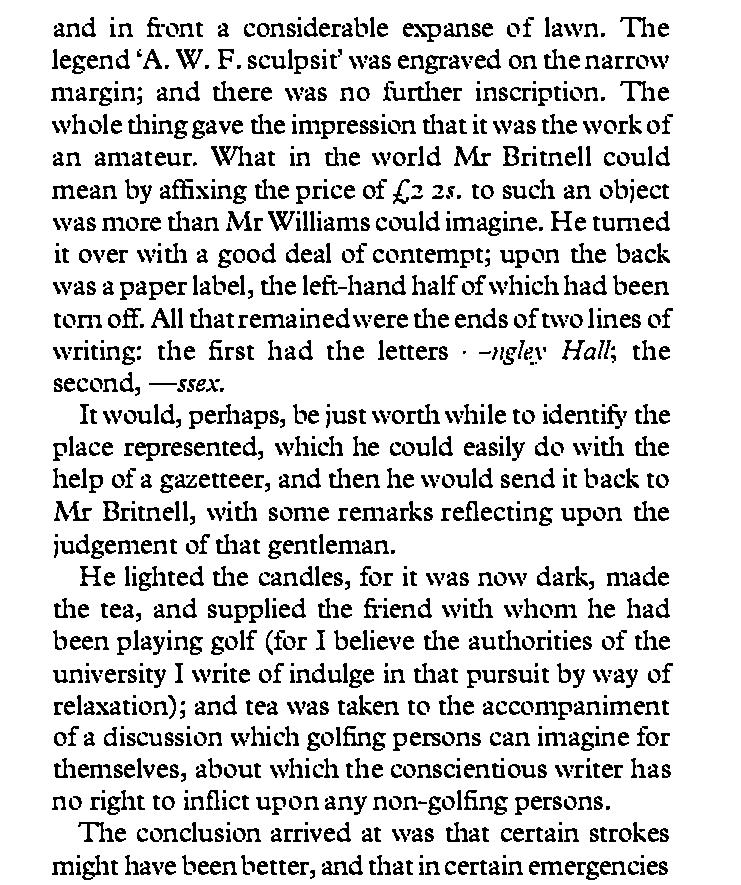 and in front a considerable expanse of lawn. The
legend ‘A. W. F. sculpsit’ was engraved on the narrow
margin; and there was no further inscription. The
whole thing gave the impression that it was the work of
an amateur. What in the world Mr Britnell could
mean by affixing the price of £2 2s. to such an object
was more than Mr Williams could imagine. He turned
it over with a good deal of contempt; upon the back
was a paper label, the left-hand half of which had been
torn off. All that remained were the ends of two lines of
writing: the first had the letters · –ngley Hall; the
second, —ssex.
It would, perhaps, be just worth while to identify the
place represented, which he could easily do with the
help of a gazetteer, and then he would send it back to
Mr Britnell, with some remarks reflecting upon the
judgement of that gentleman.
He lighted the candles, for it was now dark, made
the tea, and supplied the friend with whom he had
been playing golf (for I believe the authorities of the
university I write of indulge in that pursuit by way of
relaxation); and tea was taken to the accompaniment
of a discussion which golfing persons can imagine for
themselves, about which the conscientious writer has
no right to inflict upon any non-golfing persons.
The conclusion arrived at was that certain strokes
might have been better, and that in certain emergencies